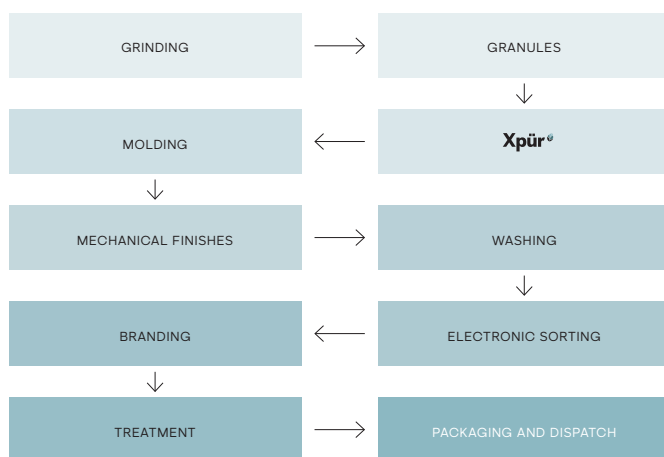 GRINDING
GRANULES
MOLDING
Xpür
MECHANICAL FINISHES
WASHING
BRANDING
ELECTRONIC SORTING
TREATMENT
PACKAGING AND DISPATCH